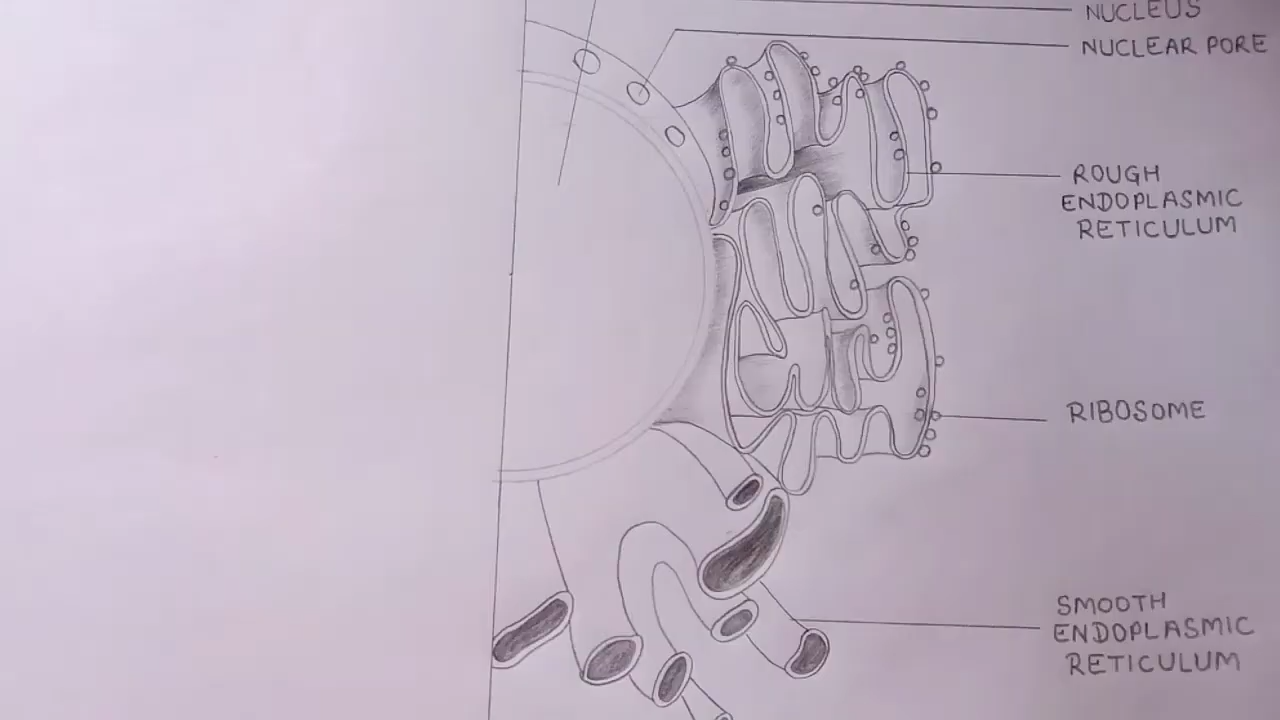 NUCLEUS
NUCLEAR PORE
ROUGH
ENDOPLASMIC
RETICULUM
RIBOSOME
SMOOTH
ENDOPLASMIC
RETICULUM